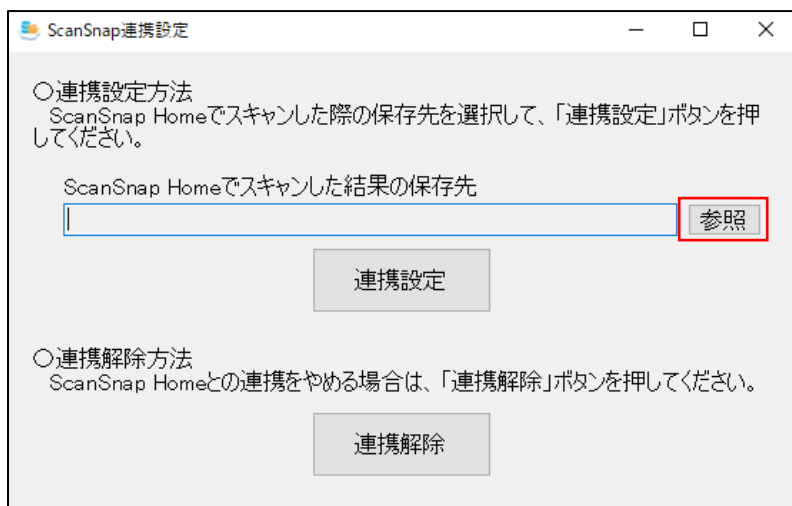 ScanSnap連携設定
○連携設定方法
ScanSnap Homeでスキャンした際の保存先を選択して、「連携設定」ボタンを押
してください。
ScanSnap Homeでスキャンした結果の保存先
参照
連携設定
○連携解除方法
ScanSnap Homeとの連携をやめる場合は、「連携解除」ボタンを押してください。
連携解除